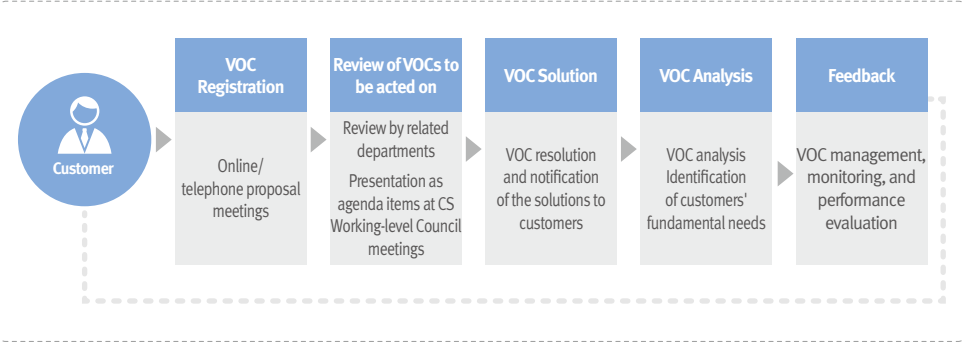 Customer
VOC
Registration
Online/
telephone proposal
meetings
Review of VOCs to
be acted on
Review by related
departments
Presentation as
agenda items at CS
Working-level Council
meetings
VOC Solution
VOC resolution
and notification
of the solutions to
customers
VOC Analysis
VOC analysis
Identification
of customers'
fundamental needs
Feedback
VOC management,
monitoring, and
performance
evaluation